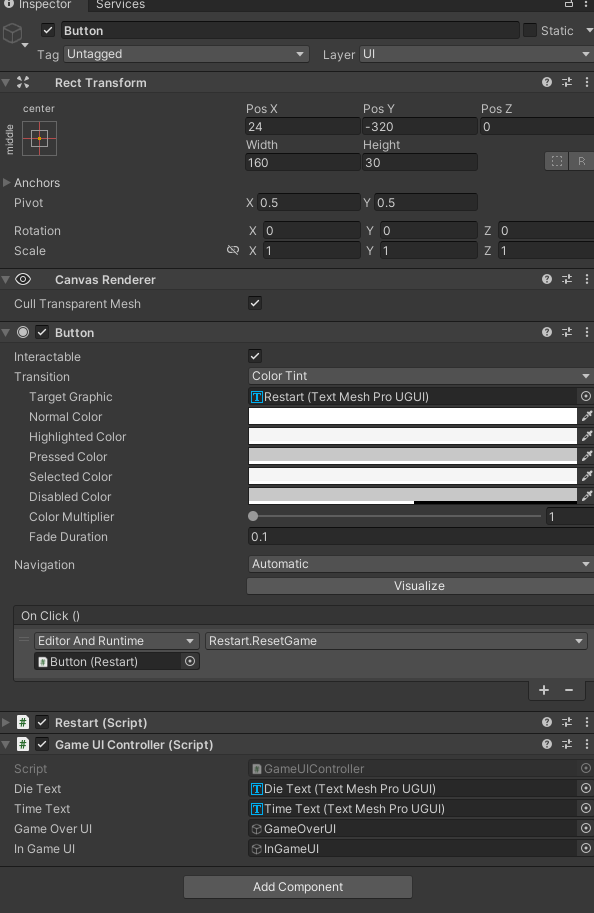 Inspector Services
Button Static
Tag Untagged Layer UI
Rect Transform
center
middle
Pos X Pos Y Pos Z
24 -320 0
Width Height
160 30
R
Anchors
Pivot X 0.5 Y 0.5
Rotation X 0 Y 0 Z 0
Scale X 1 Y 1 Z 1
Canvas Renderer
Cull Transparent Mesh
Button
Interactable
Transition Color Tint
Target Graphic Restart (Text Mesh Pro UGUI)
Normal Color
Highlighted Color
Pressed Color
Selected Color
Disabled Color
Color Multiplier 1
Fade Duration 0.1
Navigation Automatic
Visualize
On Click ()
Editor And Runtime Restart.ResetGame
Button (Restart)
+ −
# Restart (Script)
# Game UI Controller (Script)
Script GameUIController
Die Text Die Text (Text Mesh Pro UGUI)
Time Text Time Text (Text Mesh Pro UGUI)
Game Over UI GameOverUI
In Game UI InGameUI
Add Component